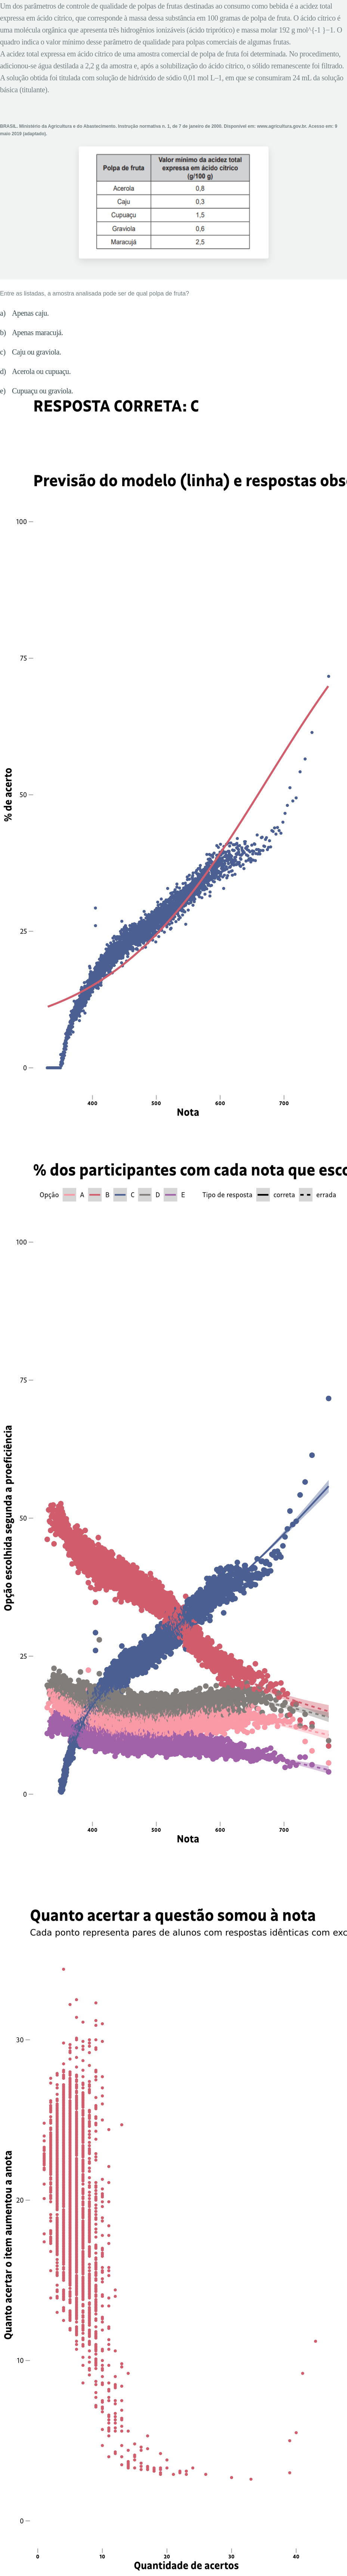 Um dos parâmetros de controle de qualidade de polpas de frutas destinadas ao consumo como bebida é a acidez total
expressa em ácido cítrico, que corresponde à massa dessa substância em 100 gramas de polpa de fruta. O ácido cítrico é
uma molécula orgânica que apresenta três hidrogênios ionizáveis (ácido triprótico) e massa molar 192 g mol^{-1 }−1. O
quadro indica o valor mínimo desse parâmetro de qualidade para polpas comerciais de algumas frutas.
A acidez total expressa em ácido cítrico de uma amostra comercial de polpa de fruta foi determinada. No procedimento,
adicionou-se água destilada a 2,2 g da amostra e, após a solubilização do ácido cítrico, o sólido remanescente foi filtrado.
A solução obtida foi titulada com solução de hidróxido de sódio 0,01 mol L–1, em que se consumiram 24 mL da solução
básica (titulante).
BRASIL. Ministério da Agricultura e do Abastecimento. Instrução normativa n. 1, de 7 de janeiro de 2000. Disponível em: www.agricultura.gov.br. Acesso em: 9
maio 2019 (adaptado).
Polpa de fruta
Valor mínimo da acidez total
expressa em ácido cítrico
(g/100 g)
Acerola 0,8
Caju 0,3
Cupuaçu 1,5
Graviola 0,6
Maracujá 2,5
Entre as listadas, a amostra analisada pode ser de qual polpa de fruta?
a) Apenas caju.
b) Apenas maracujá.
c) Caju ou graviola.
d) Acerola ou cupuaçu.
e) Cupuaçu ou graviola.
RESPOSTA CORRETA: C
Previsão do modelo (linha) e respostas obs
100
75
50
25
0
% de acerto
400 500 600 700
Nota
% dos participantes com cada nota que esco
Opção A B C D E Tipo de resposta correta errada
100
75
50
25
0
Opção escolhida segunda a proeficiência
400 500 600 700
Nota
Quanto acertar a questão somou à nota
Cada ponto representa pares de alunos com respostas idênticas com exc
30
20
10
0
Quanto acertar o item aumentou a anota
0 10 20 30 40
Quantidade de acertos